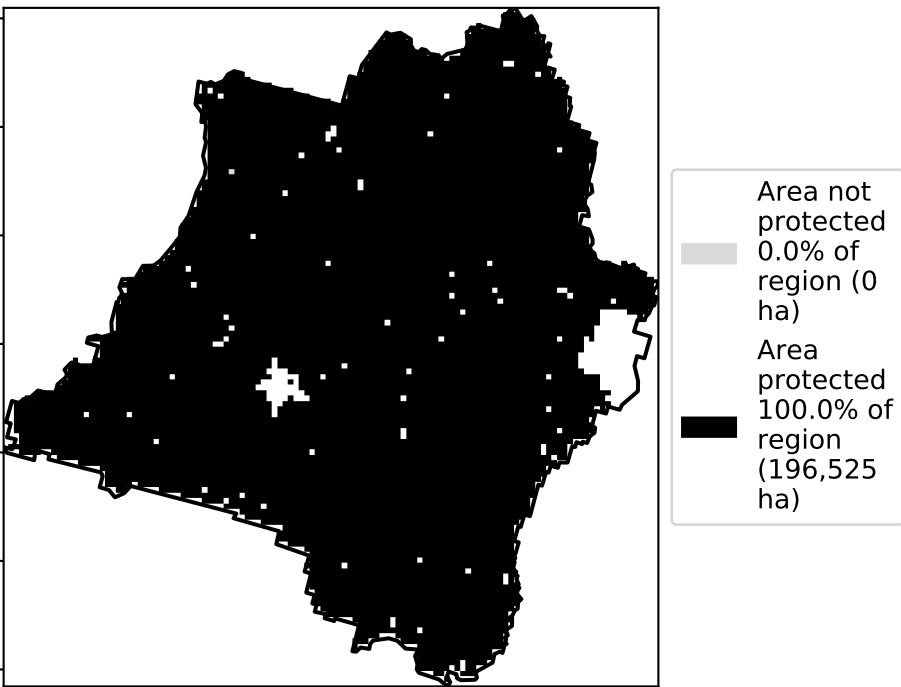 Area not
protected
0.0% of
region (0
ha)
Area
protected
100.0% of
region
(196,525
ha)